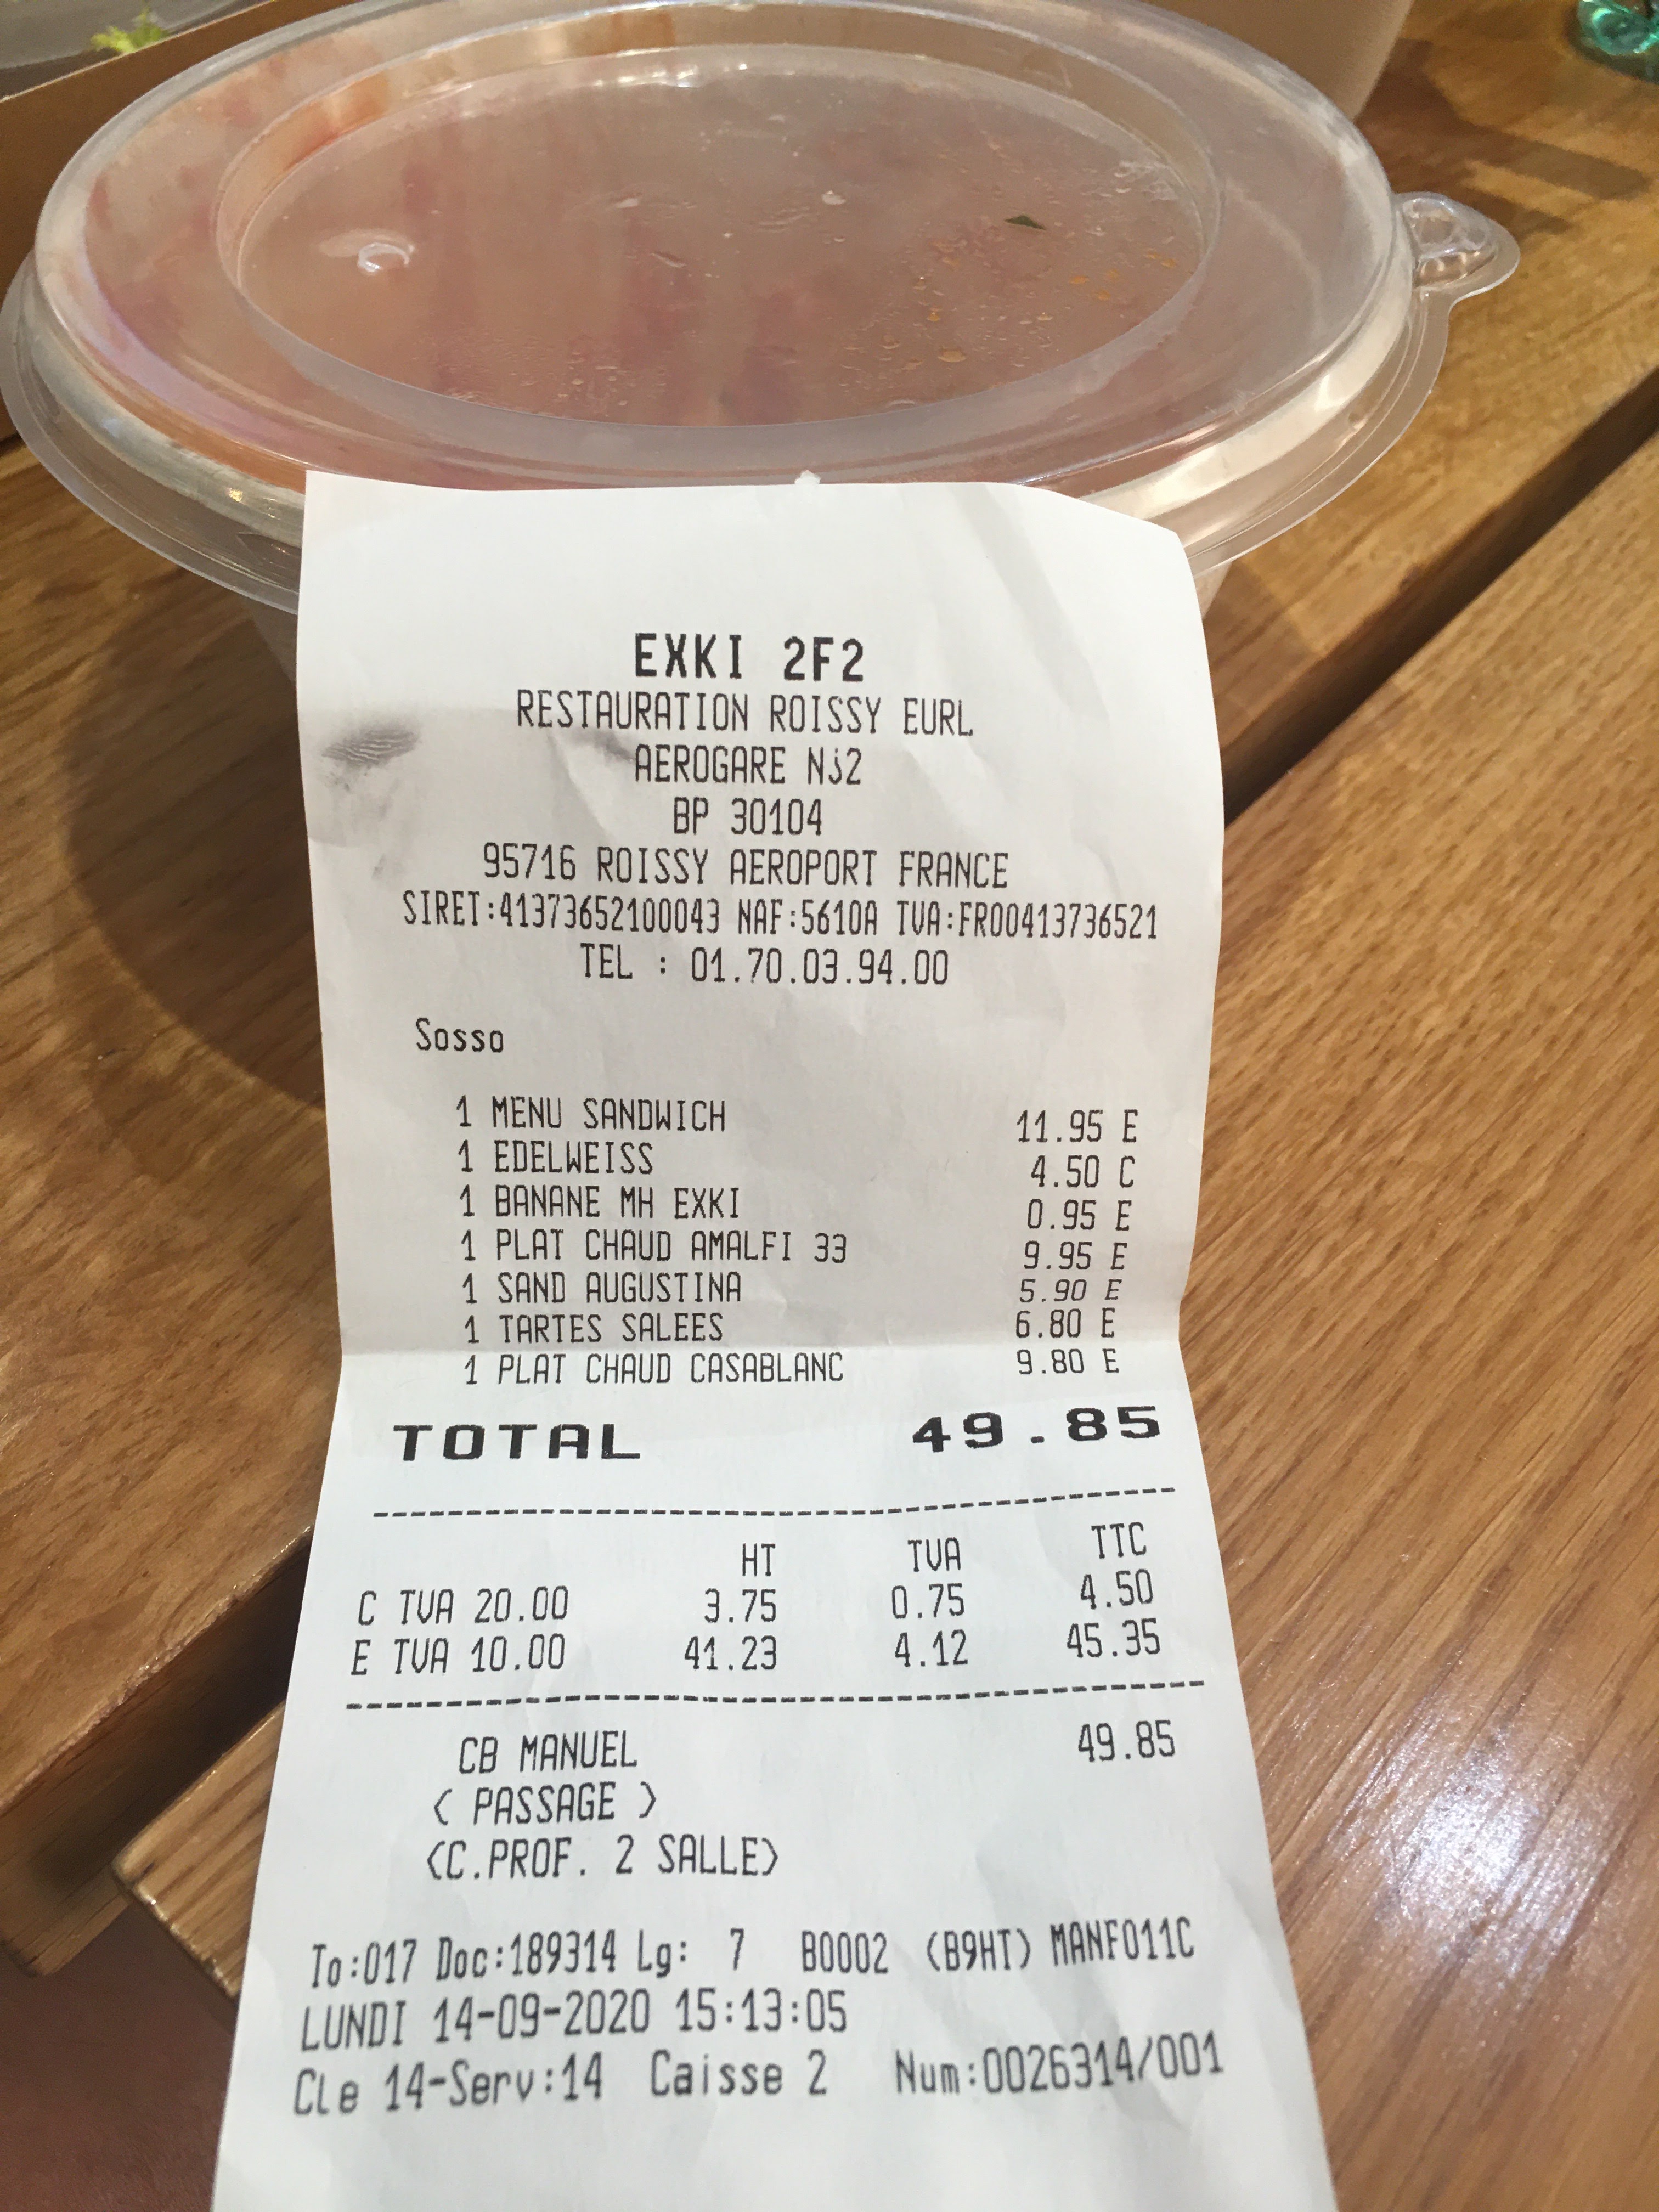 EXKI 2F2
RESTAURATION ROISSY EURL
AEROGARE N¡2
BP 30104
95716 ROISSY AEROPORT FRANCE
SIRET:41373652100043 NAF:5610A TVA:FR00413736521
TEL : 01.70.03.94.00
Sosso
1 MENU SANDWICH 11.95 E
1 EDELWEISS 4.50 C
1 BANANE MH EXKI 0.95 E
1 PLAT CHAUD AMALFI 33 9.95 E
1 SAND AUGUSTINA 5.90 E
1 TARTES SALEES 6.80 E
1 PLAT CHAUD CASABLANC 9.80 E
TOTAL 49.85
HT TVA TTC
C TVA 20.00 3.75 0.75 4.50
E TVA 10.00 41.23 4.12 45.35
CB MANUEL 49.85
( PASSAGE )
(C.PROF. 2 SALLE)
To:017 Doc:189314 Lg: 7 B0002 (B9HT) MANF011C
LUNDI 14-09-2020 15:13:05
Cle 14-Serv:14 Caisse 2 Num:0026314/001